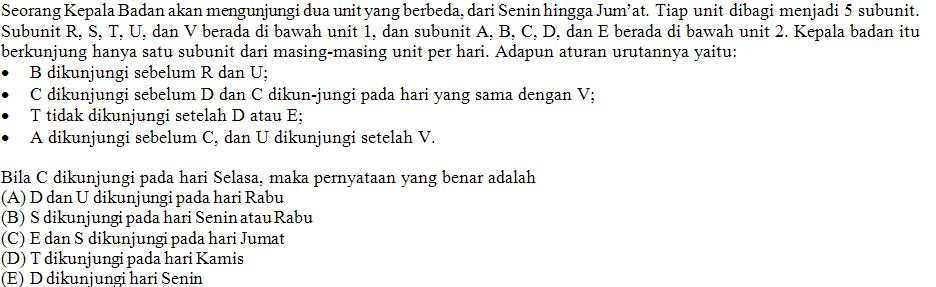 Seorang Kepala Badan akan mengunjungi dua unit yang berbeda, dari Senin hingga Jum’at. Tiap unit dibagi menjadi 5 subunit.
Subunit R, S, T, U, dan V berada di bawah unit 1, dan subunit A, B, C, D, dan E berada di bawah unit 2. Kepala badan itu
berkunjung hanya satu subunit dari masing-masing unit per hari. Adapun aturan urutannya yaitu:
• B dikunjungi sebelum R dan U;
• C dikunjungi sebelum D dan C dikun-jungi pada hari yang sama dengan V;
• T tidak dikunjungi setelah D atau E;
• A dikunjungi sebelum C, dan U dikunjungi setelah V.
Bila C dikunjungi pada hari Selasa, maka pernyataan yang benar adalah
(A) D dan U dikunjungi pada hari Rabu
(B) S dikunjungi pada hari Senin atau Rabu
(C) E dan S dikunjungi pada hari Jumat
(D) T dikunjungi pada hari Kamis
(E) D dikunjungi hari Senin